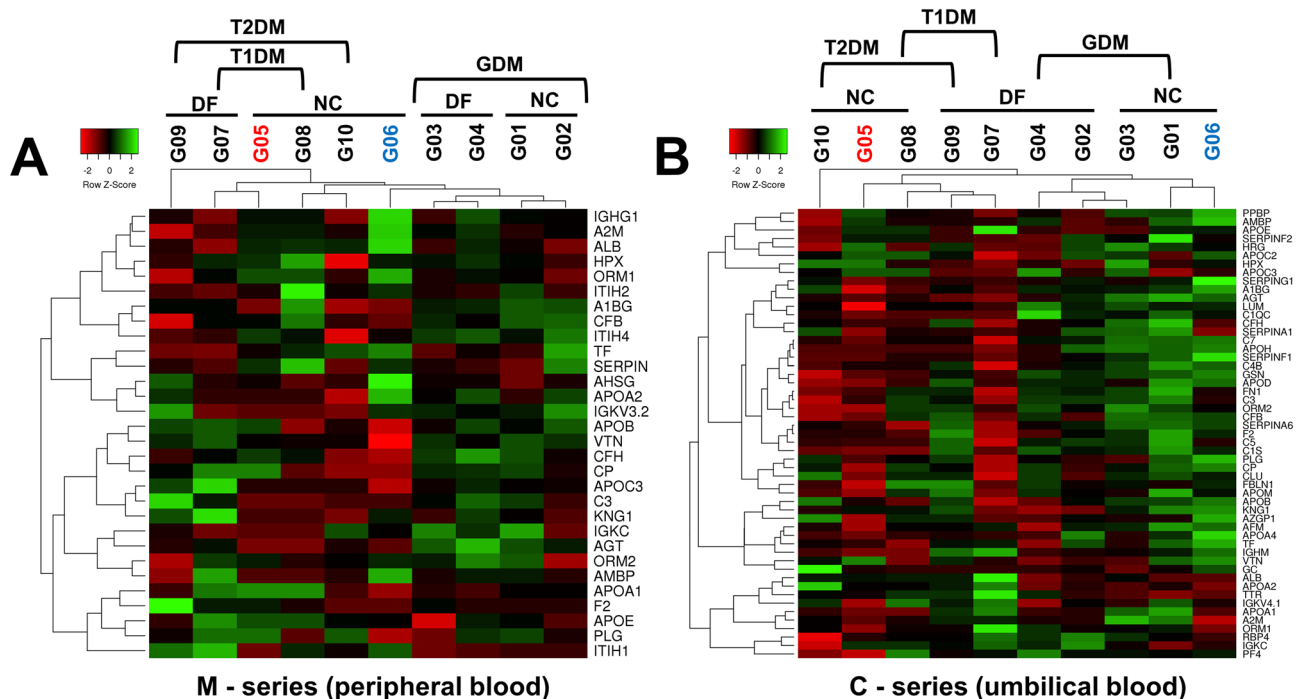 T2DM
T1DM
GDM
DF
NC
DF
NC
A
-2 0 2
Row Z-Score
G09
G07
G05
G08
G10
G06
G03
G04
G01
G02
IGHG1
A2M
ALB
HPX
ORM1
ITIH2
A1BG
CFB
ITIH4
TF
SERPIN
AHSG
APOA2
IGKV3.2
APOB
VTN
CFH
CP
APOC3
C3
KNG1
IGKC
AGT
ORM2
AMBP
APOA1
F2
APOE
PLG
ITIH1
M - series (peripheral blood)
T1DM
T2DM
GDM
NC
DF
NC
B
-2 0 2
Row Z-Score
G10
G05
G08
G09
G07
G04
G02
G03
G01
G06
PPBP
AMBP
APOE
SERPINF2
HRG
APOC2
HPX
APOC3
SERPING1
A1BG
AGT
LUM
C1QC
CFH
SERPINA1
C7
APOH
SERPINF1
C4B
GSN
APOD
FN1
C3
ORM2
CFB
SERPINA6
F2
C5
C1S
PLG
CP
CLU
FBLN1
APOM
APOB
KNG1
AZGP1
AFM
APOA4
TF
IGHM
VTN
GC
ALB
APOA2
TTR
IGKV4.1
APOA1
A2M
ORM1
RBP4
IGKC
PF4
C - series (umbilical blood)